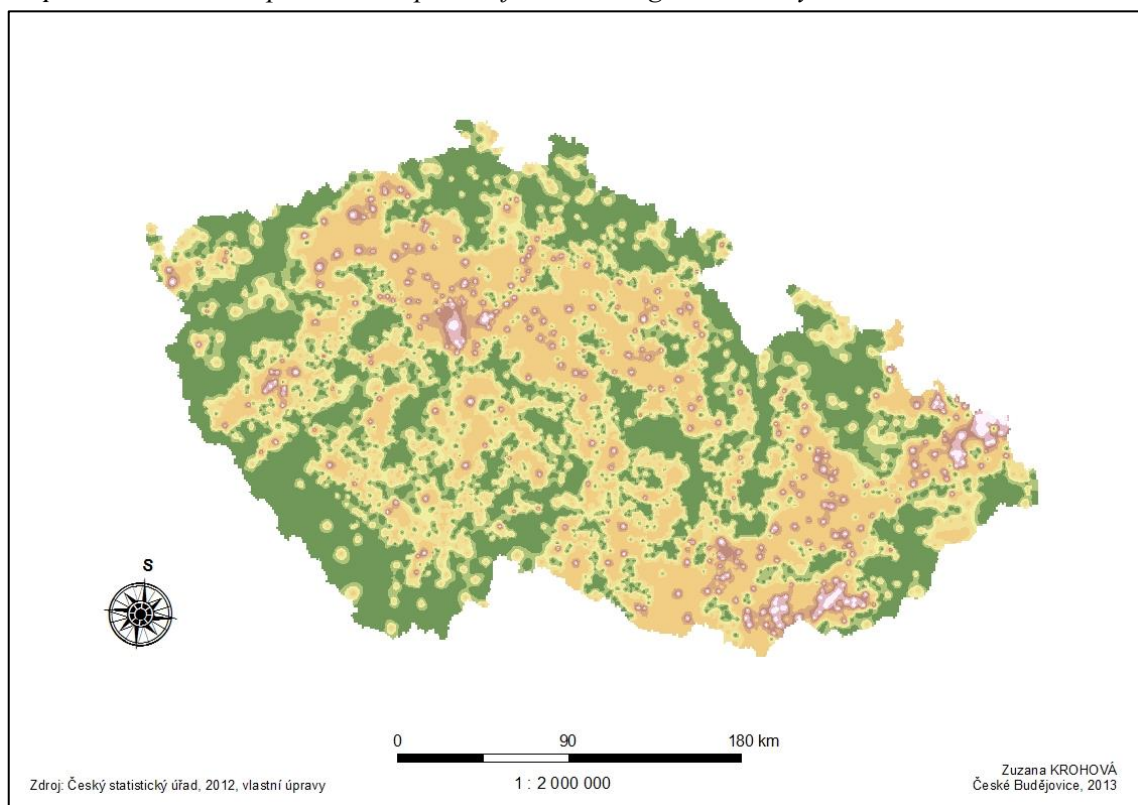 S
0 90 180 km
1 : 2 000 000
Zdroj: Český statistický úřad, 2012, vlastní úpravy
Zuzana KROHOVÁ
České Budějovice, 2013